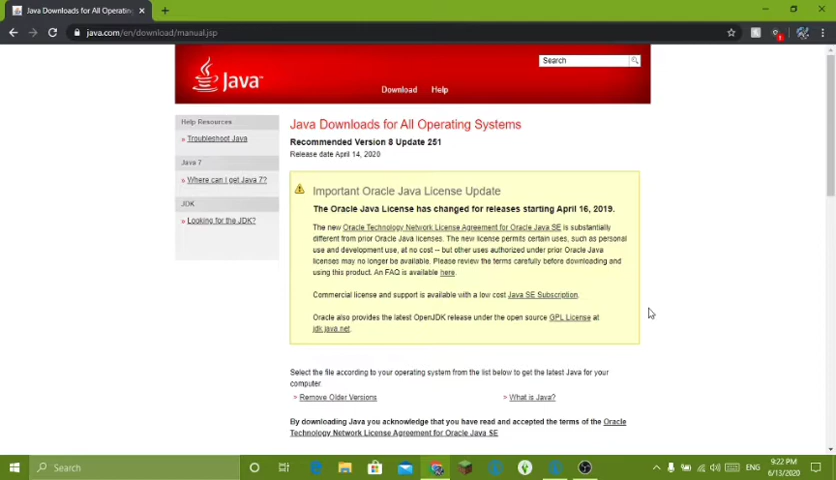 Java Downloads for All Operatin
java.com/en/download/manual.jsp
Java
Search
Download Help
Help Resources
» Troubleshoot Java
Java 7
» Where can I get Java 7?
JDK
» Looking for the JDK?
Java Downloads for All Operating Systems
Recommended Version 8 Update 251
Release date April 14, 2020
Important Oracle Java License Update
The Oracle Java License has changed for releases starting April 16, 2019.
The new Oracle Technology Network License Agreement for Oracle Java SE is substantially
different from prior Oracle Java licenses. The new license permits certain uses, such as personal
use and development use, at no cost -- but other uses authorized under prior Oracle Java
licenses may no longer be available. Please review the terms carefully before downloading and
using this product. An FAQ is available here.
Commercial license and support is available with a low cost Java SE Subscription.
Oracle also provides the latest OpenJDK release under the open source GPL License at
jdk.java.net.
Select the file according to your operating system from the list below to get the latest Java for your
computer.
> Remove Older Versions > What is Java?
By downloading Java you acknowledge that you have read and accepted the terms of the Oracle
Technology Network License Agreement for Oracle Java SE
Search
ENG
9:22 PM
6/13/2020